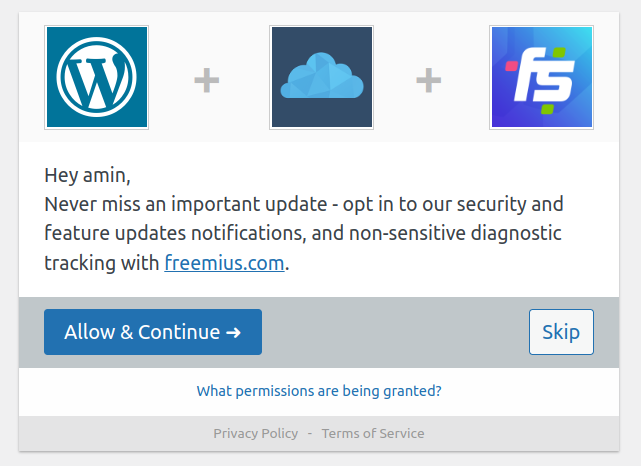 Hey amin,
Never miss an important update - opt in to our security and
feature updates notifications, and non-sensitive diagnostic
tracking with freemius.com.
Allow & Continue ➜
Skip
What permissions are being granted?
Privacy Policy - Terms of Service